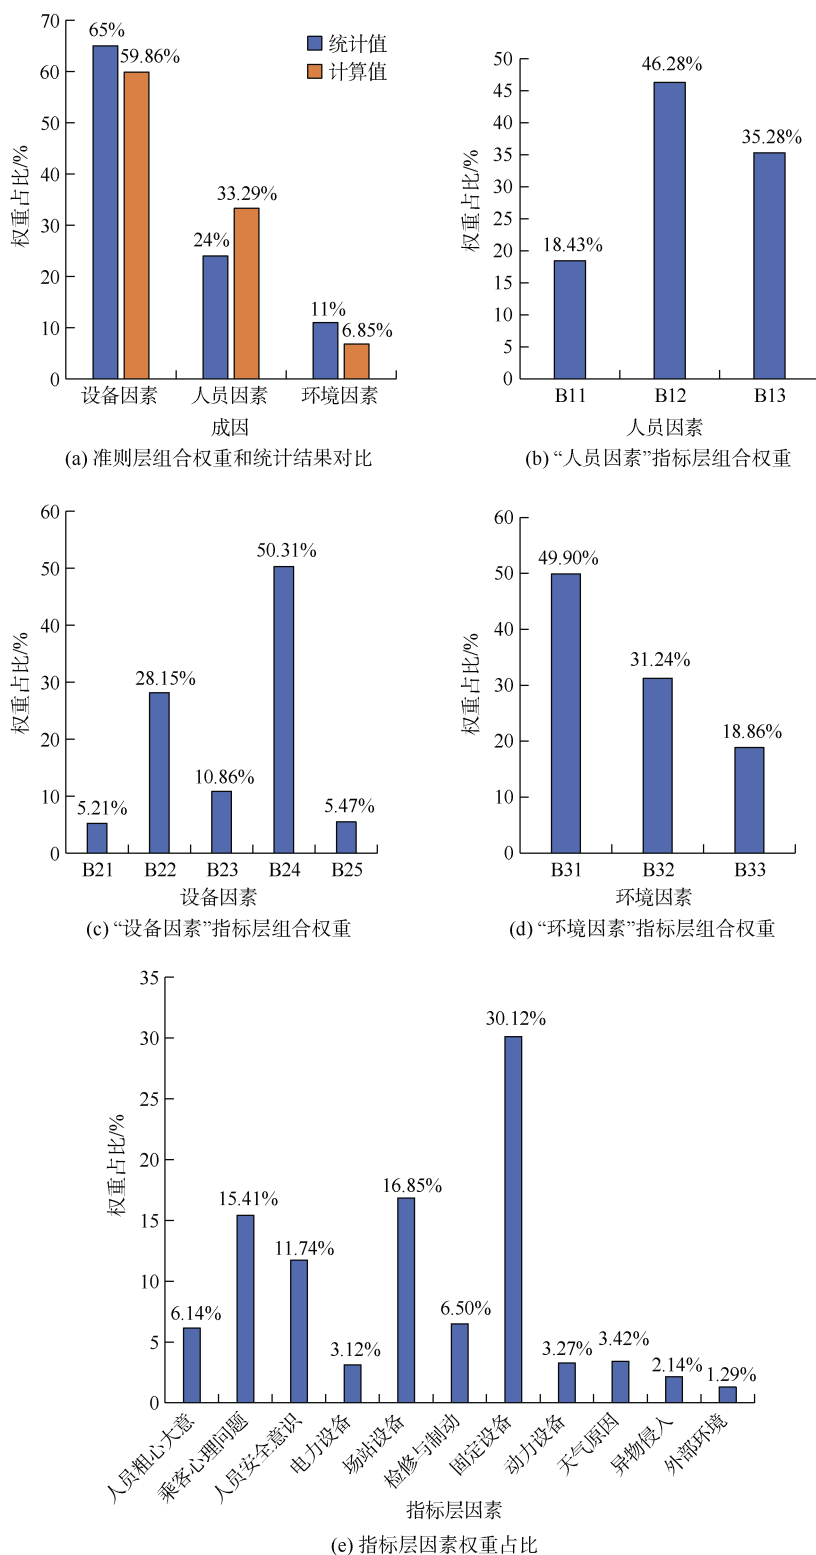 70
60
50
40
30
20
10
0
权重占比/%
65%
59.86%
24%
33.29%
11%
6.85%
统计值
计算值
设备因素 人员因素 环境因素
成因
(a) 准则层组合权重和统计结果对比
50
45
40
35
30
25
20
15
10
5
0
权重占比/%
18.43%
46.28%
35.28%
B11 B12 B13
人员因素
(b) “人员因素”指标层组合权重
60
50
40
30
20
10
0
权重占比/%
5.21%
28.15%
10.86%
50.31%
5.47%
B21 B22 B23 B24 B25
设备因素
(c) “设备因素”指标层组合权重
60
50
40
30
20
10
0
权重占比/%
49.90%
31.24%
18.86%
B31 B32 B33
环境因素
(d) “环境因素”指标层组合权重
35
30
25
20
15
10
5
0
权重占比/%
6.14%
15.41%
11.74%
3.12%
16.85%
6.50%
30.12%
3.27%
3.42%
2.14%
1.29%
人员粗心大意
乘客心理问题
人员安全意识
电力设备
场站设备
检修与制动
固定设备
动力设备
天气原因
异物侵入
外部环境
指标层因素
(e) 指标层因素权重占比